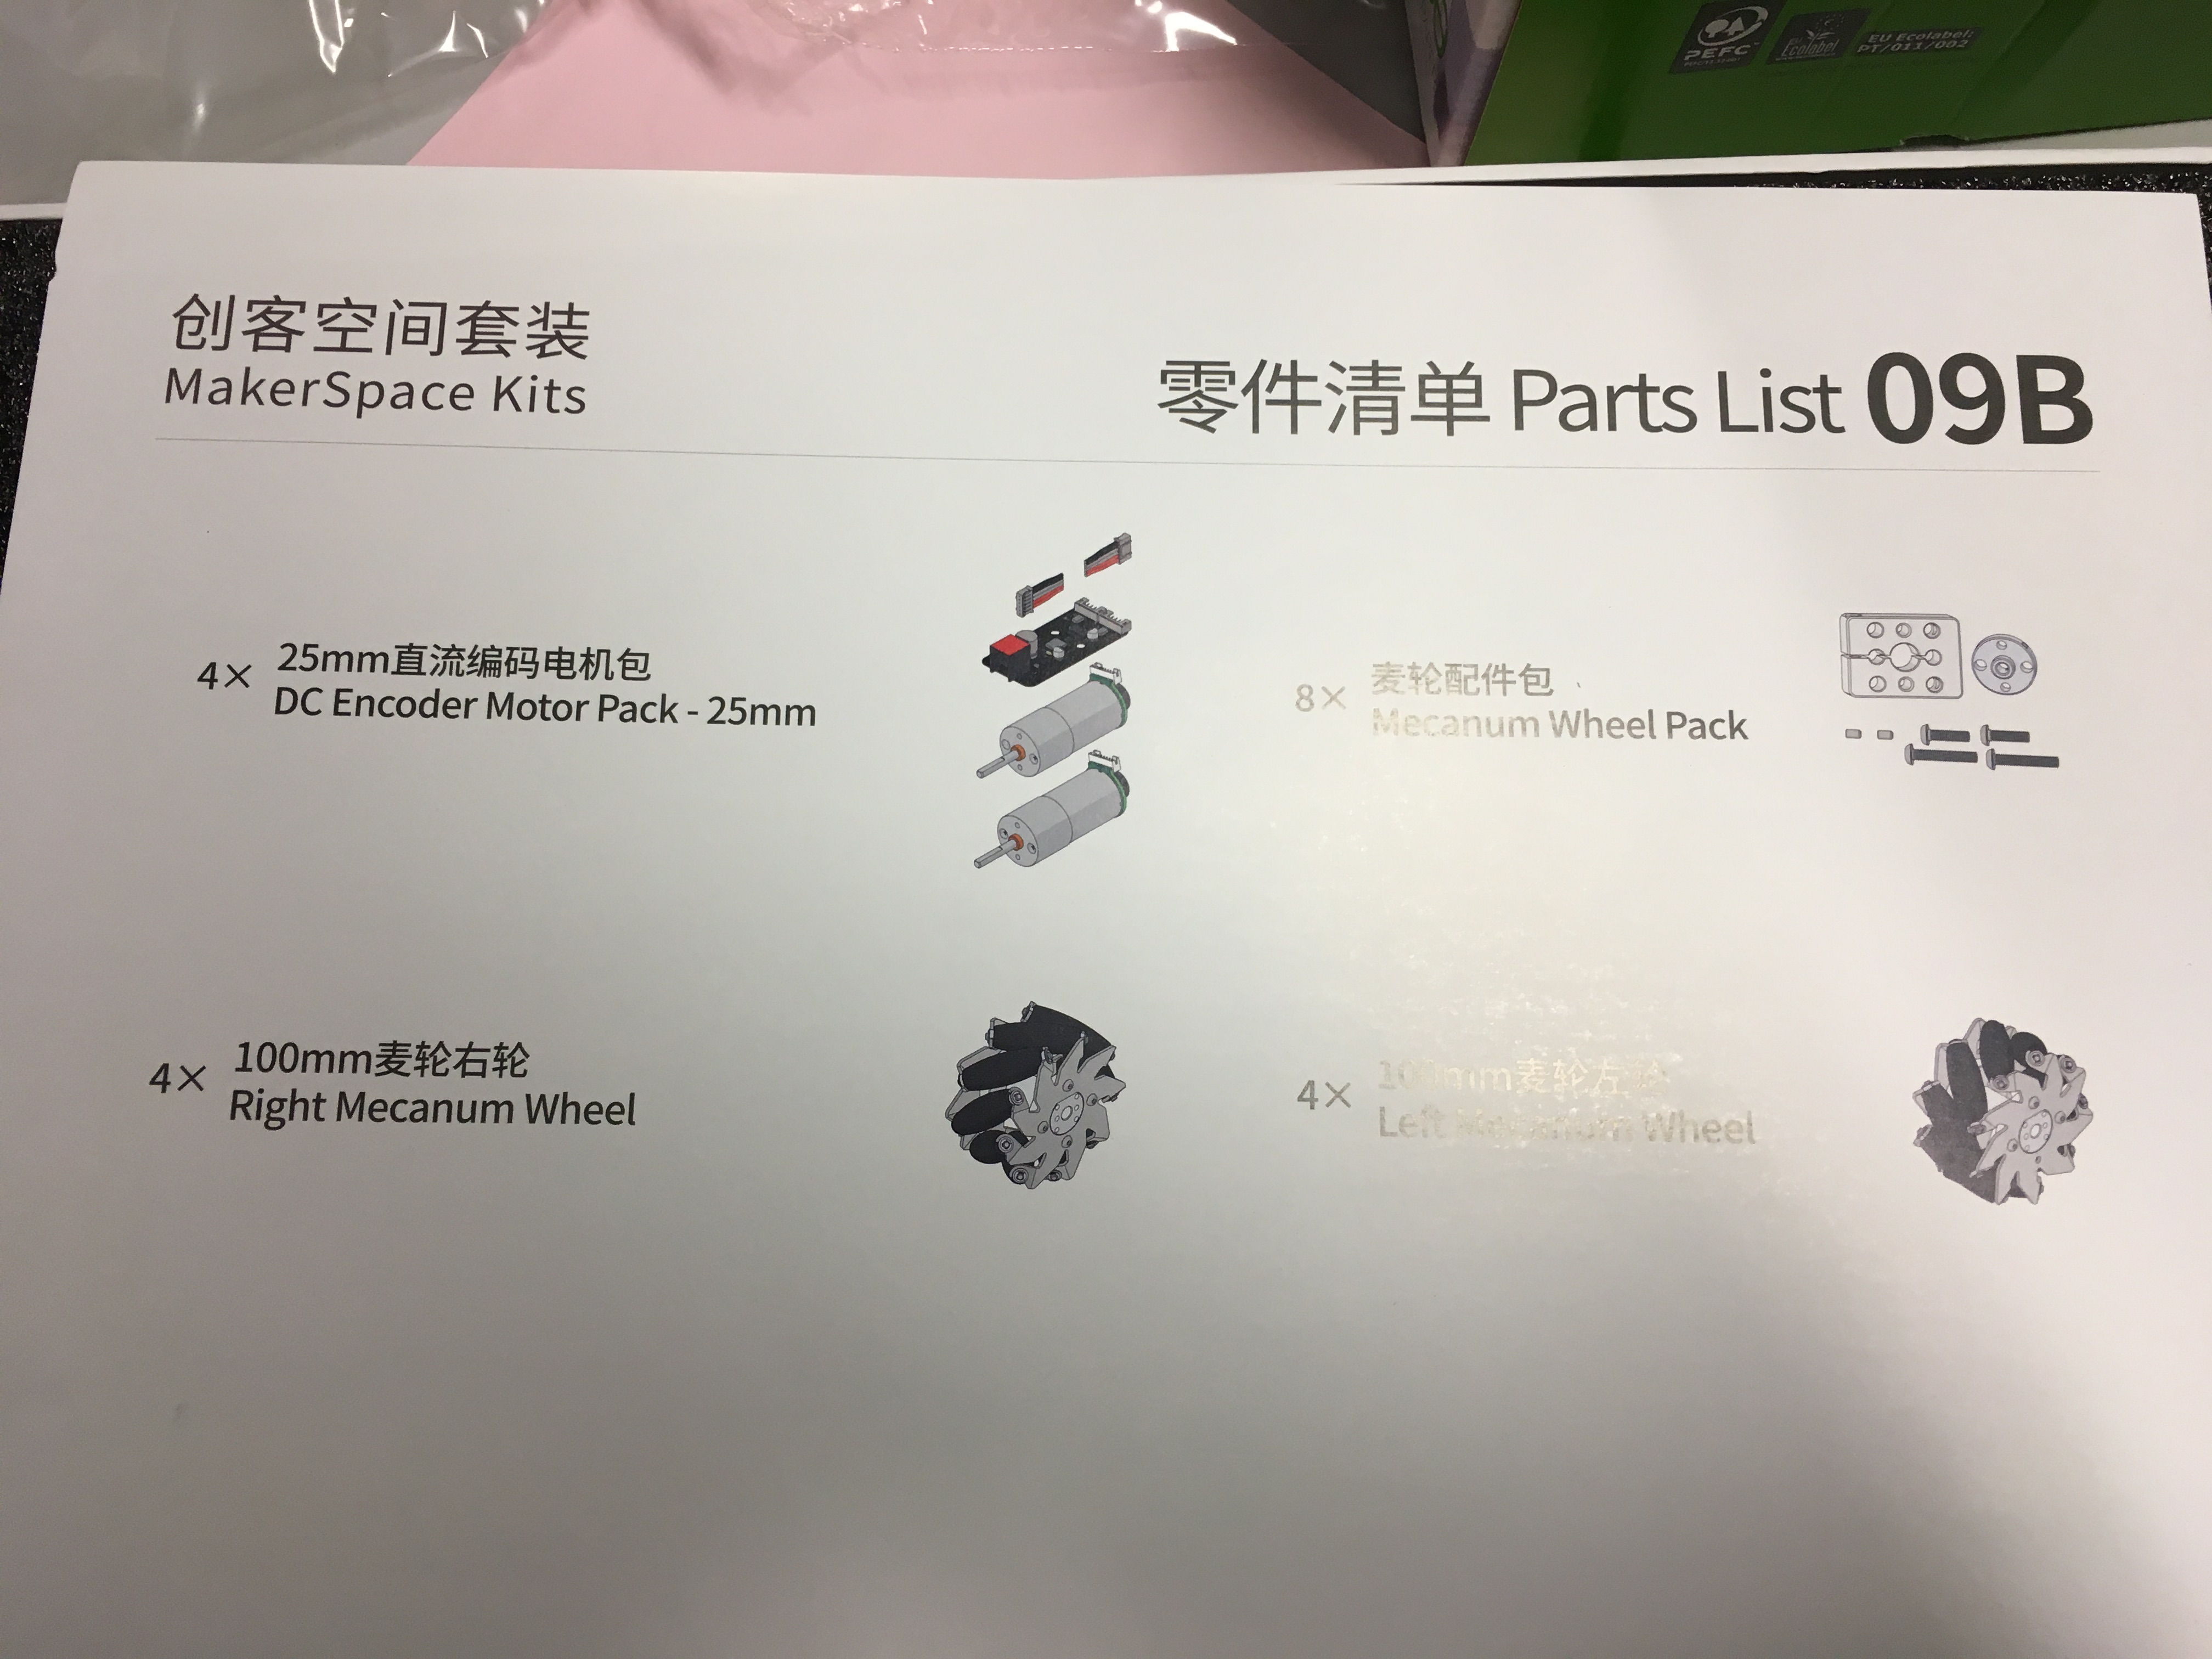 PEFC
Ecolabel
EU Ecolabel:
PT/011/002
创客空间套装
MakerSpace Kits
零件清单 Parts List 09B
4× 25mm直流编码电机包
DC Encoder Motor Pack - 25mm
8× 麦轮配件包
Mecanum Wheel Pack
4× 100mm麦轮右轮
Right Mecanum Wheel
4× 100mm麦轮左轮
Left Mecanum Wheel